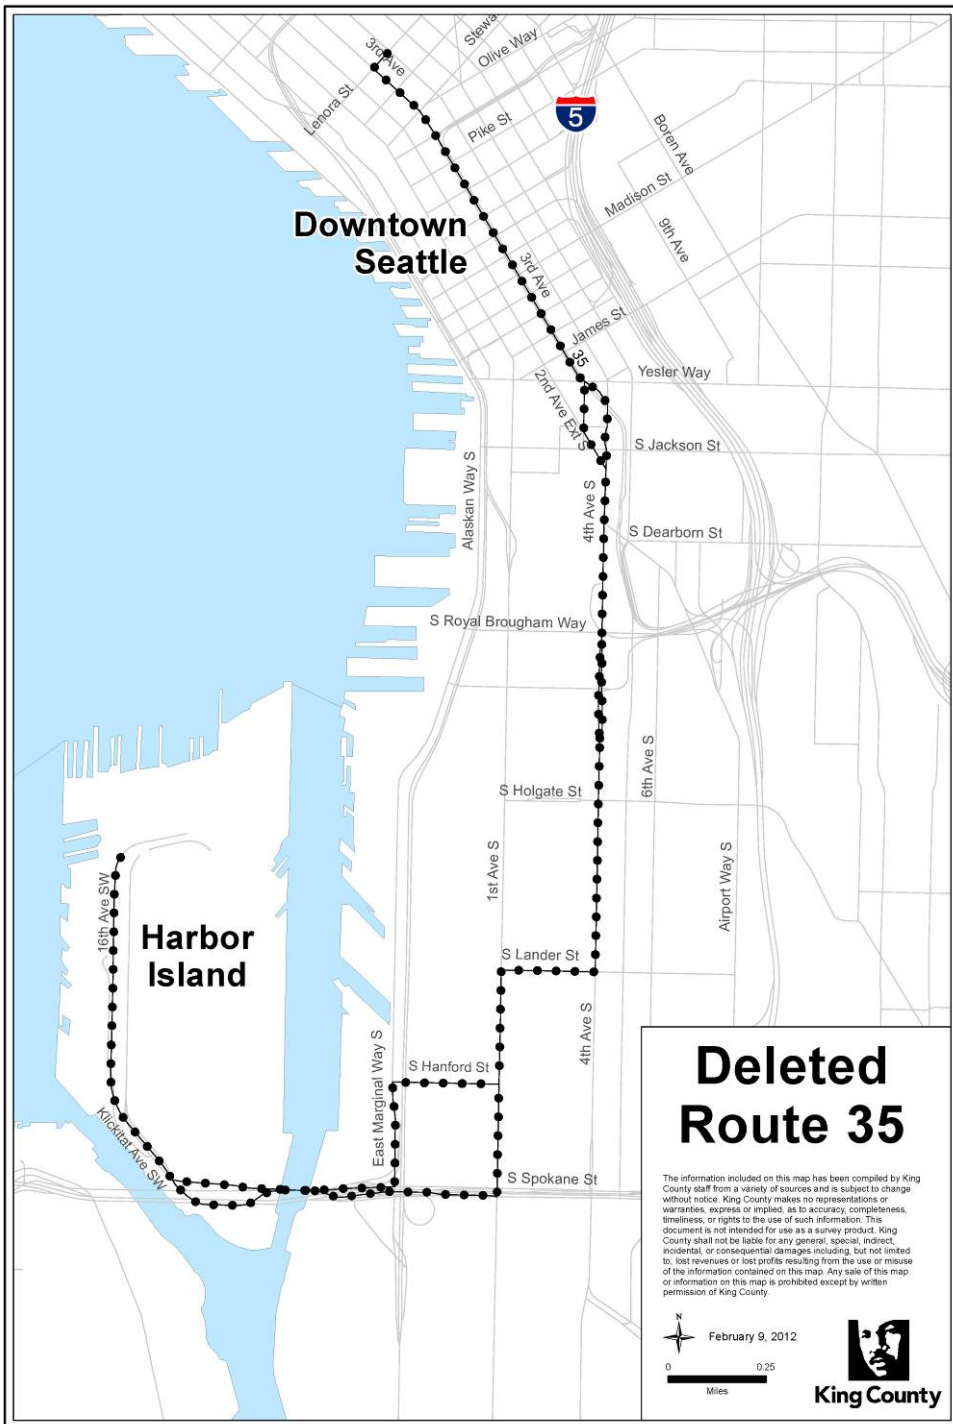 3rd Ave
Stewa
Olive Way
Lenora St
Pike St
5
Boren Ave
Madison St
Downtown
Seattle
9th Ave
3rd Ave
James St
35
Yesler Way
2nd Ave Ext S
S Jackson St
Alaskan Way S
4th Ave S
S Dearborn St
S Royal Brougham Way
6th Ave S
S Holgate St
1st Ave S
Airport Way S
16th Ave SW
Harbor
Island
S Lander St
4th Ave S
East Marginal Way S
S Hanford St
Klickitat Ave SW
S Spokane St
Deleted
Route 35
The information included on this map has been compiled by King
County staff from a variety of sources and is subject to change
without notice. King County makes no representations or
warranties, express or implied, as to accuracy, completeness,
timeliness, or rights to the use of such information. This
document is not intended for use as a survey product. King
County shall not be liable for any general, special, indirect,
incidental, or consequential damages including, but not limited
to, lost revenues or lost profits resulting from the use or misuse
of the information contained on this map. Any sale of this map
or information on this map is prohibited except by written
permission of King County.
N
February 9, 2012
0 0.25
Miles
King County